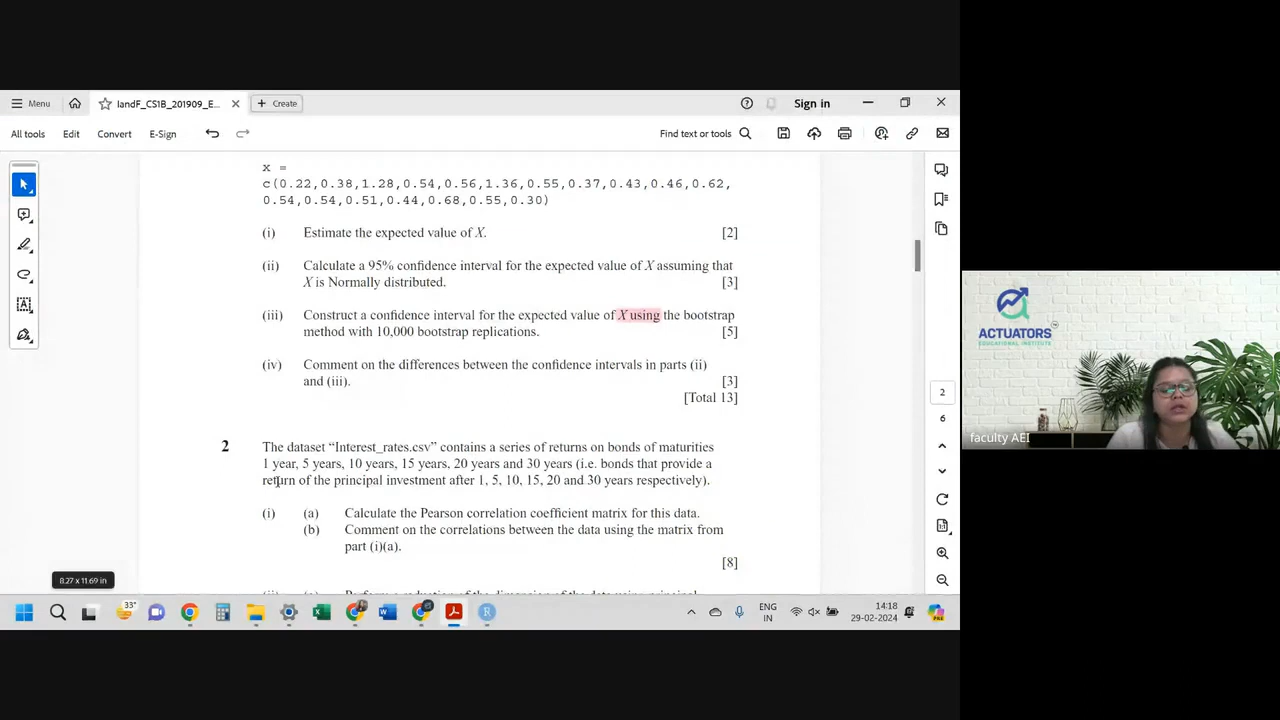 Menu
IandF_CS1B_201909_E...
Create
Sign in
All tools
Edit
Convert
E-Sign
Find text or tools
x =
c(0.22,0.38,1.28,0.54,0.56,1.36,0.55,0.37,0.43,0.46,0.62,
0.54,0.54,0.51,0.44,0.68,0.55,0.30)
(i) Estimate the expected value of X. [2]
(ii) Calculate a 95% confidence interval for the expected value of X assuming that
X is Normally distributed. [3]
(iii) Construct a confidence interval for the expected value of X using the bootstrap
method with 10,000 bootstrap replications. [5]
(iv) Comment on the differences between the confidence intervals in parts (ii)
and (iii). [3]
[Total 13]
2 The dataset “Interest_rates.csv” contains a series of returns on bonds of maturities
1 year, 5 years, 10 years, 15 years, 20 years and 30 years (i.e. bonds that provide a
return of the principal investment after 1, 5, 10, 15, 20 and 30 years respectively).
(i) (a) Calculate the Pearson correlation coefficient matrix for this data.
(b) Comment on the correlations between the data using the matrix from
part (i)(a).
[8]
2
6
8.27 x 11.69 in
33°
ENG
IN
14:18
29-02-2024
ACTUATORS
EDUCATIONAL INSTITUTE
faculty AEI